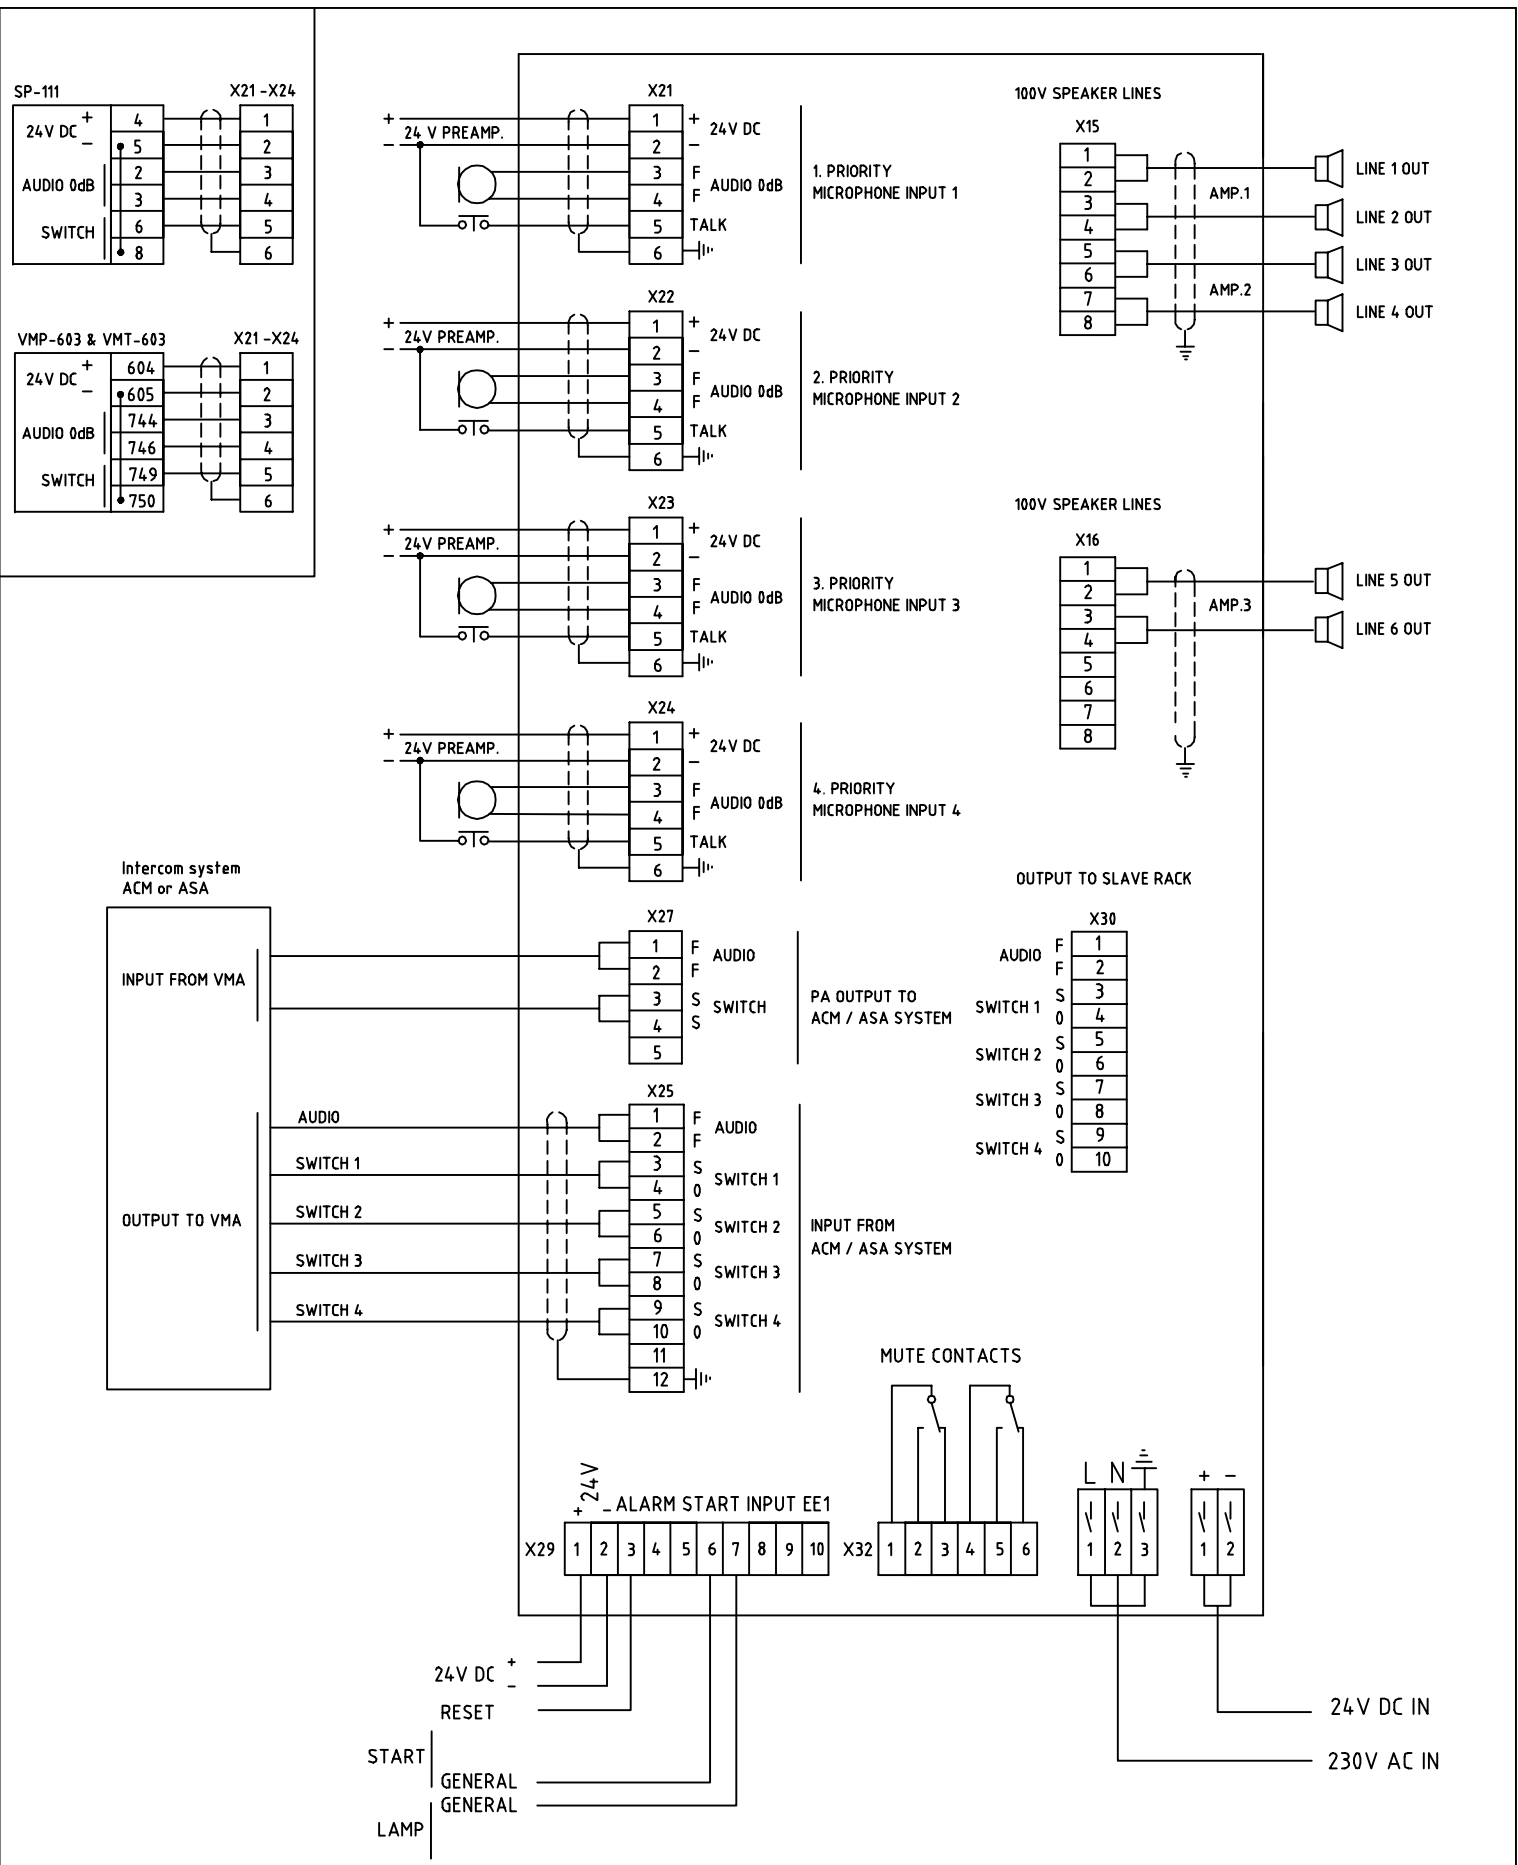 SP-111 X21 -X24
24V DC + 4 1
- 5 2
AUDIO 0dB 2 3
3 4
SWITCH 6 5
8 6
VMP-603 & VMT-603 X21 -X24
24V DC + 604 1
- 605 2
AUDIO 0dB 744 3
746 4
SWITCH 749 5
750 6
X21
+ 24 V PREAMP. 1 + 24V DC
- 2 -
3 F AUDIO 0dB
4 F
5 TALK
6
1. PRIORITY
MICROPHONE INPUT 1
X22
+ 24V PREAMP. 1 + 24V DC
- 2 -
3 F AUDIO 0dB
4 F
5 TALK
6
2. PRIORITY
MICROPHONE INPUT 2
X23
+ 24V PREAMP. 1 + 24V DC
- 2 -
3 F AUDIO 0dB
4 F
5 TALK
6
3. PRIORITY
MICROPHONE INPUT 3
X24
+ 24V PREAMP. 1 + 24V DC
- 2 -
3 F AUDIO 0dB
4 F
5 TALK
6
4. PRIORITY
MICROPHONE INPUT 4
100V SPEAKER LINES
X15
1
2
3
4
5
6
7
8
AMP.1
AMP.2
LINE 1 OUT
LINE 2 OUT
LINE 3 OUT
LINE 4 OUT
100V SPEAKER LINES
X16
1
2
3
4
5
6
7
8
AMP.3
LINE 5 OUT
LINE 6 OUT
Intercom system
ACM or ASA
INPUT FROM VMA
OUTPUT TO VMA
X27
1 F AUDIO
2 F
3 S SWITCH
4 S
5
PA OUTPUT TO
ACM / ASA SYSTEM
AUDIO
SWITCH 1
SWITCH 2
SWITCH 3
SWITCH 4
X25
1 F AUDIO
2 F
3 S SWITCH 1
4 0
5 S SWITCH 2
6 0
7 S SWITCH 3
8 0
9 S SWITCH 4
10 0
11
12
INPUT FROM
ACM / ASA SYSTEM
OUTPUT TO SLAVE RACK
X30
AUDIO F 1
F 2
SWITCH 1 S 3
0 4
SWITCH 2 S 5
0 6
SWITCH 3 S 7
0 8
SWITCH 4 S 9
0 10
MUTE CONTACTS
X32 1 2 3 4 5 6
+ 24V - ALARM START INPUT EE1
X29 1 2 3 4 5 6 7 8 9 10
L N
1 2 3
+ -
1 2
24V DC +
-
RESET
START
GENERAL
GENERAL
LAMP
24V DC IN
230V AC IN